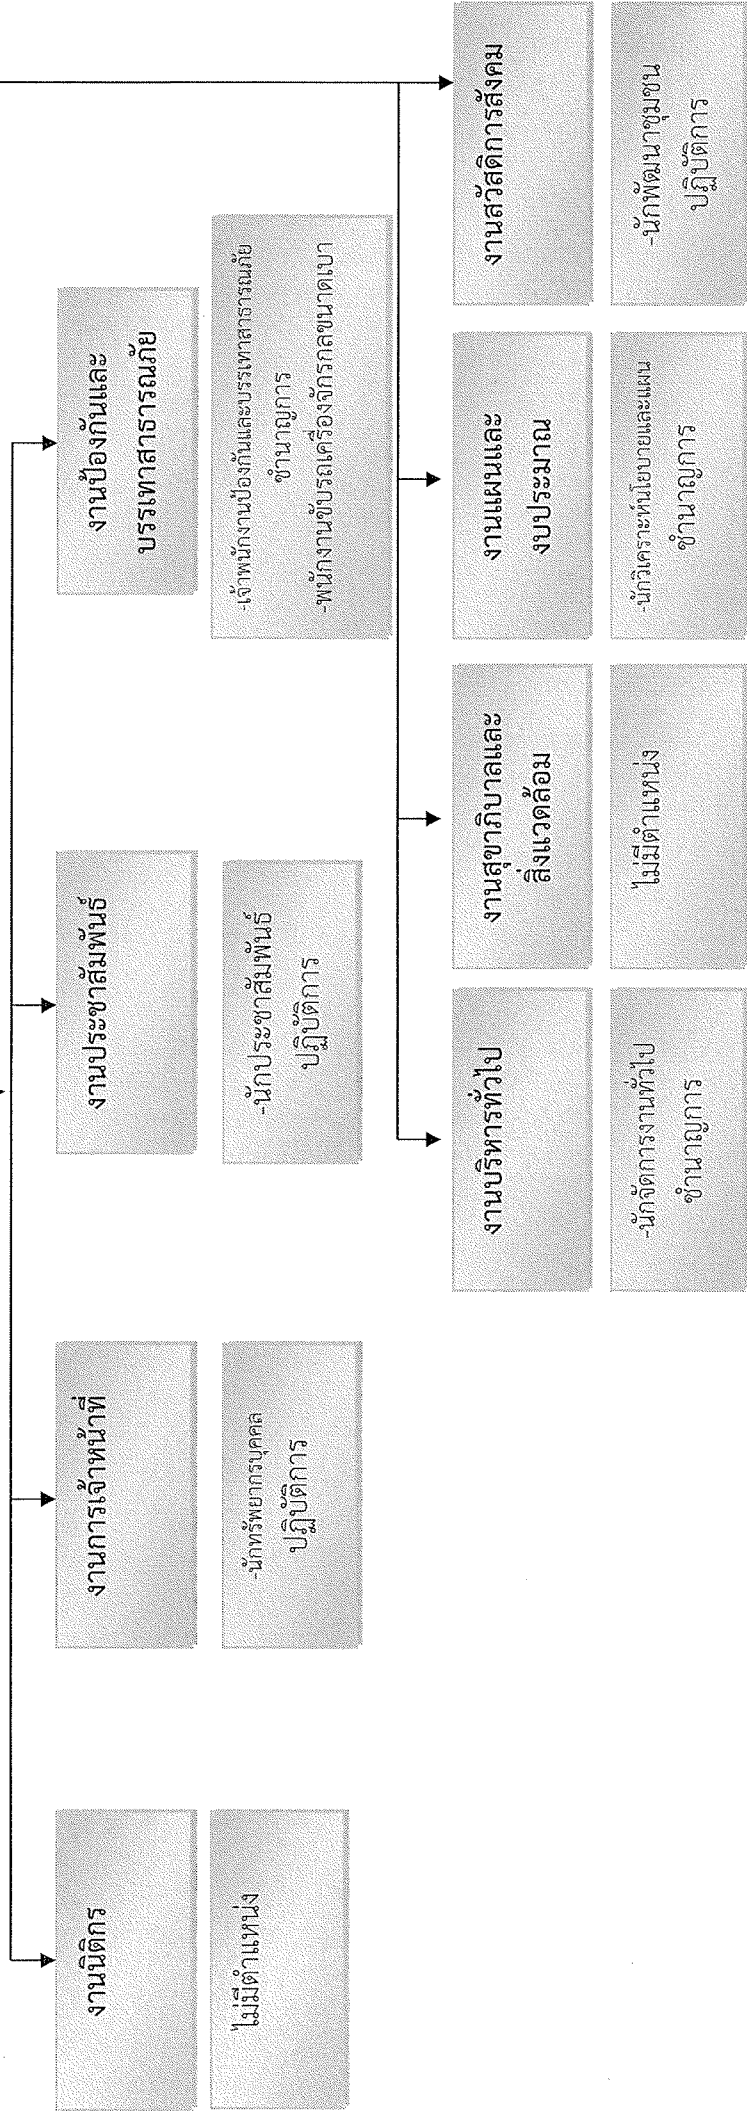 งานนิติกร
ไม่มีตำแหน่ง
งานการเจ้าหน้าที่
-นักทรัพยากรบุคคล
ปฏิบัติการ
งานประชาสัมพันธ์
-นักประชาสัมพันธ์
ปฏิบัติการ
งานป้องกันและ
บรรเทาสาธารณภัย
-เจ้าพนักงานป้องกันและบรรเทาสาธารณภัย
ชำนาญการ
-พนักงานขับรถเครื่องจักรกลขนาดเบา
งานบริหารทั่วไป
-นักจัดการงานทั่วไป
ชำนาญการ
งานสุขาภิบาลและ
สิ่งแวดล้อม
ไม่มีตำแหน่ง
งานแผนและ
งบประมาณ
-นักวิเคราะห์นโยบายและแผน
ชำนาญการ
งานสวัสดิการสังคม
-นักพัฒนาชุมชน
ปฏิบัติการ